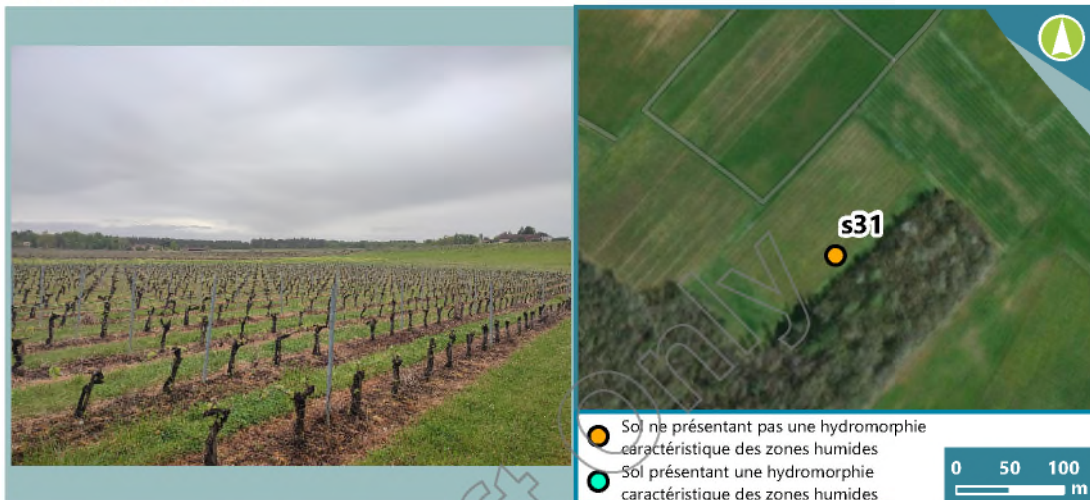 s31
Sol ne présentant pas une hydromorphie
caractéristique des zones humides
Sol présentant une hydromorphie
caractéristique des zones humides
0 50 100
m
only